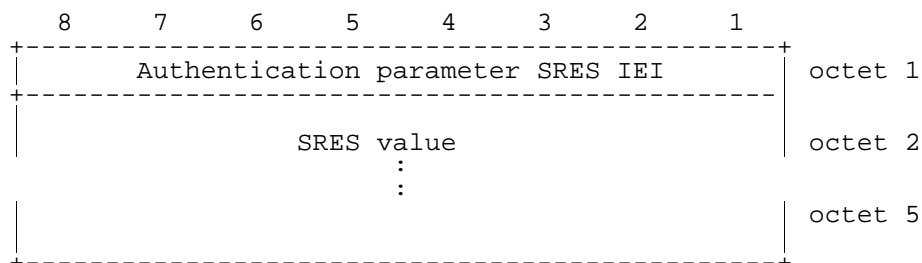 8 7 6 5 4 3 2 1
Authentication parameter SRES IEI octet 1
SRES value octet 2
:
:
octet 5